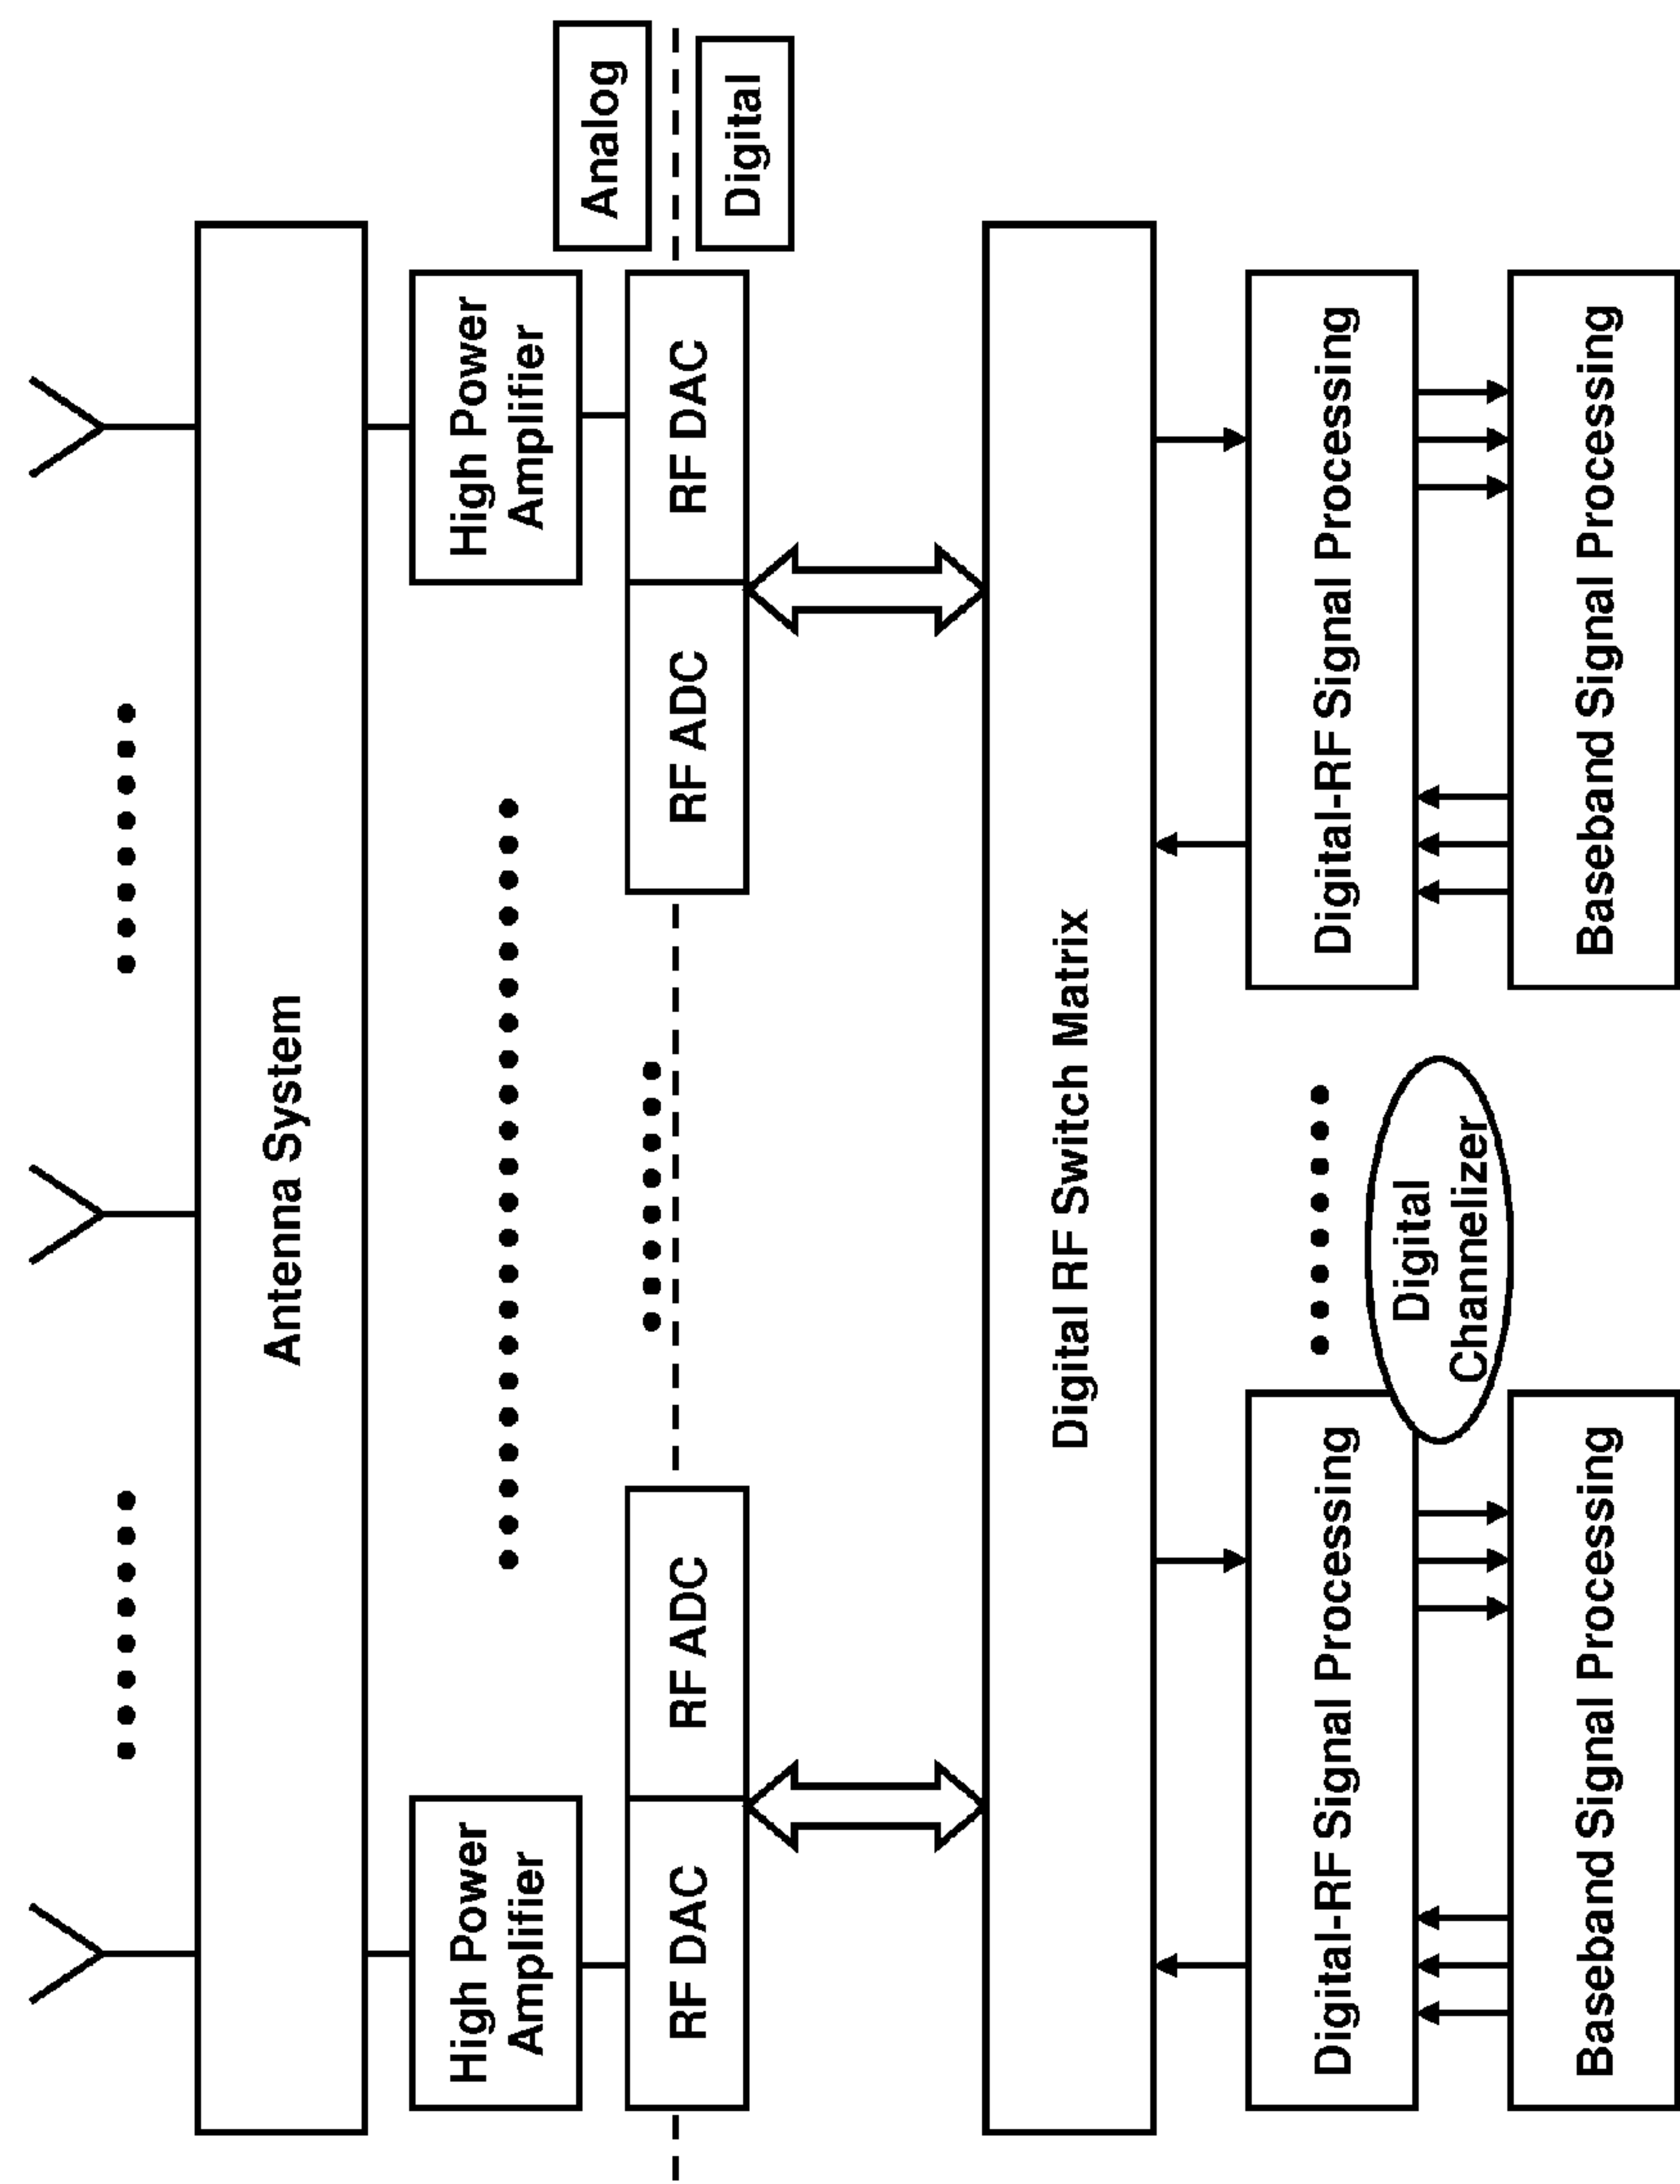 Antenna System
High Power
Amplifier
High Power
Amplifier
Analog
RF DAC
RF ADC
RF ADC
RF DAC
Digital
Digital RF Switch Matrix
Digital-RF Signal Processing
Digital-RF Signal Processing
Digital
Channelizer
Baseband Signal Processing
Baseband Signal Processing